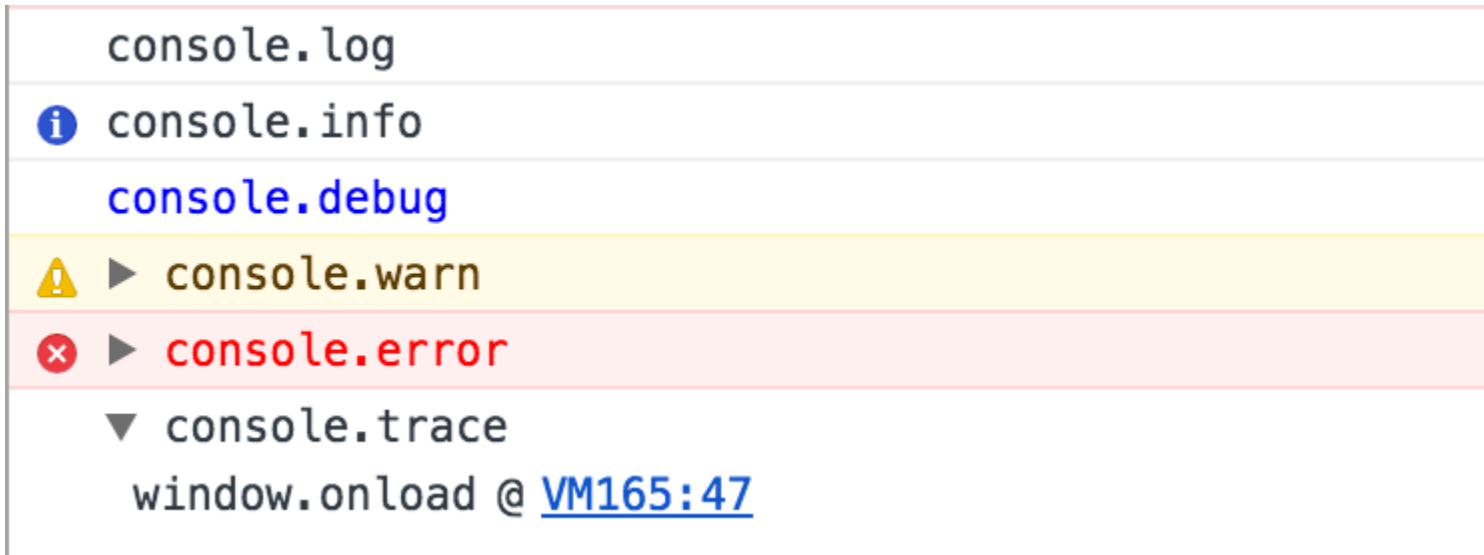 console.log
console.info
console.debug
console.warn
console.error
console.trace
window.onload @ VM165:47